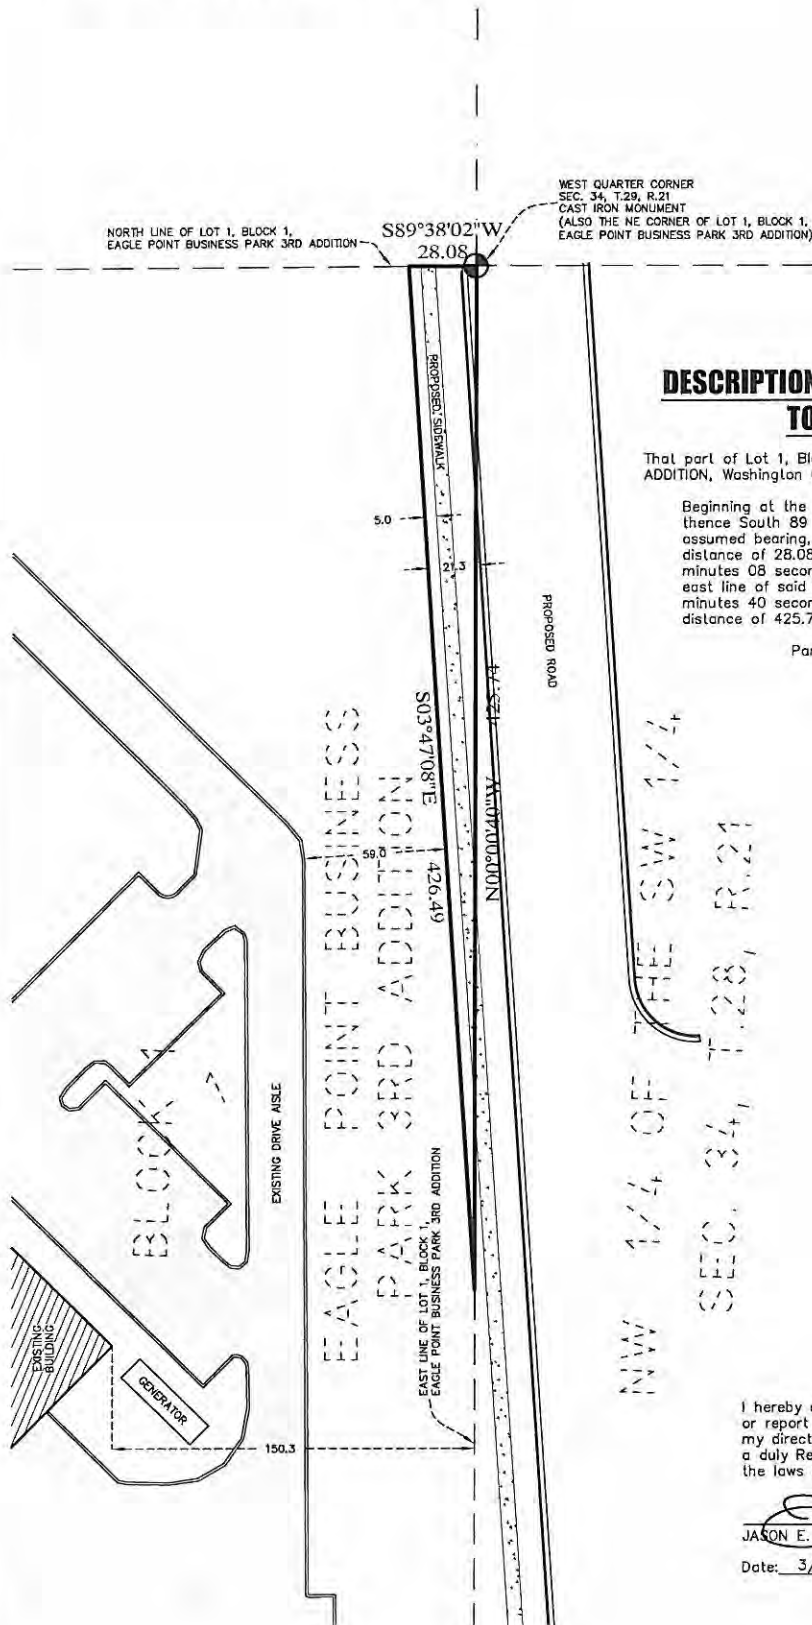 WEST QUARTER CORNER
SEC. 34, T.29, R.21
CAST IRON MONUMENT
(ALSO THE NE CORNER OF LOT 1, BLOCK 1,
EAGLE POINT BUSINESS PARK 3RD ADDITION)
NORTH LINE OF LOT 1, BLOCK 1,
EAGLE POINT BUSINESS PARK 3RD ADDITION
S89°38'02"W
28.08
DESCRIPTION
TO
That part of Lot 1,
ADDITION, Washington
Beginning at the
thence South 89
assumed bearing,
distance of 28.08
minutes 08
east line of said
minutes 40
distance of 425.7
PROPOSED SIDEWALK
5.0
21.3
PROPOSED ROAD
425.74
N00°00'40"W
S03°47'08"E
426.49
59.0
EAGLE POINT BUSINESS
PARK 3RD ADDITION
NW 1/4 OF THE SW 1/4
SEC. 34, T.28, R.21
BLOCK 1
EXISTING DRIVE AISLE
EAST LINE OF LOT 1, BLOCK 1,
EAGLE POINT BUSINESS PARK 3RD ADDITION
EXISTING
BUILDING
GENERATOR
150.3
I hereby
or report
my direct
a duly
the laws
JASON E.
Date: 3/